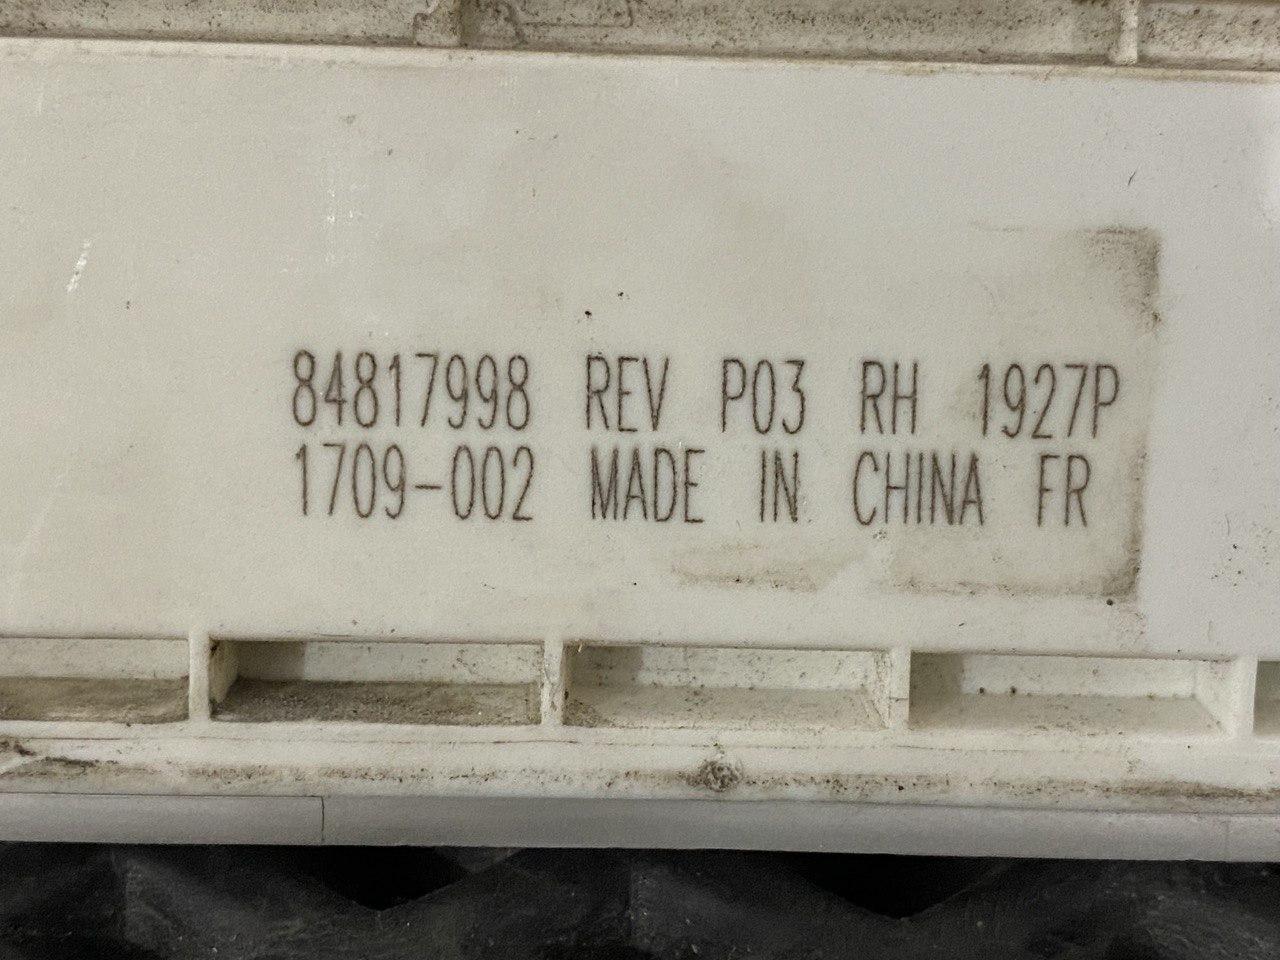 84817998 REV P03 RH 1927P
1709-002 MADE IN CHINA FR